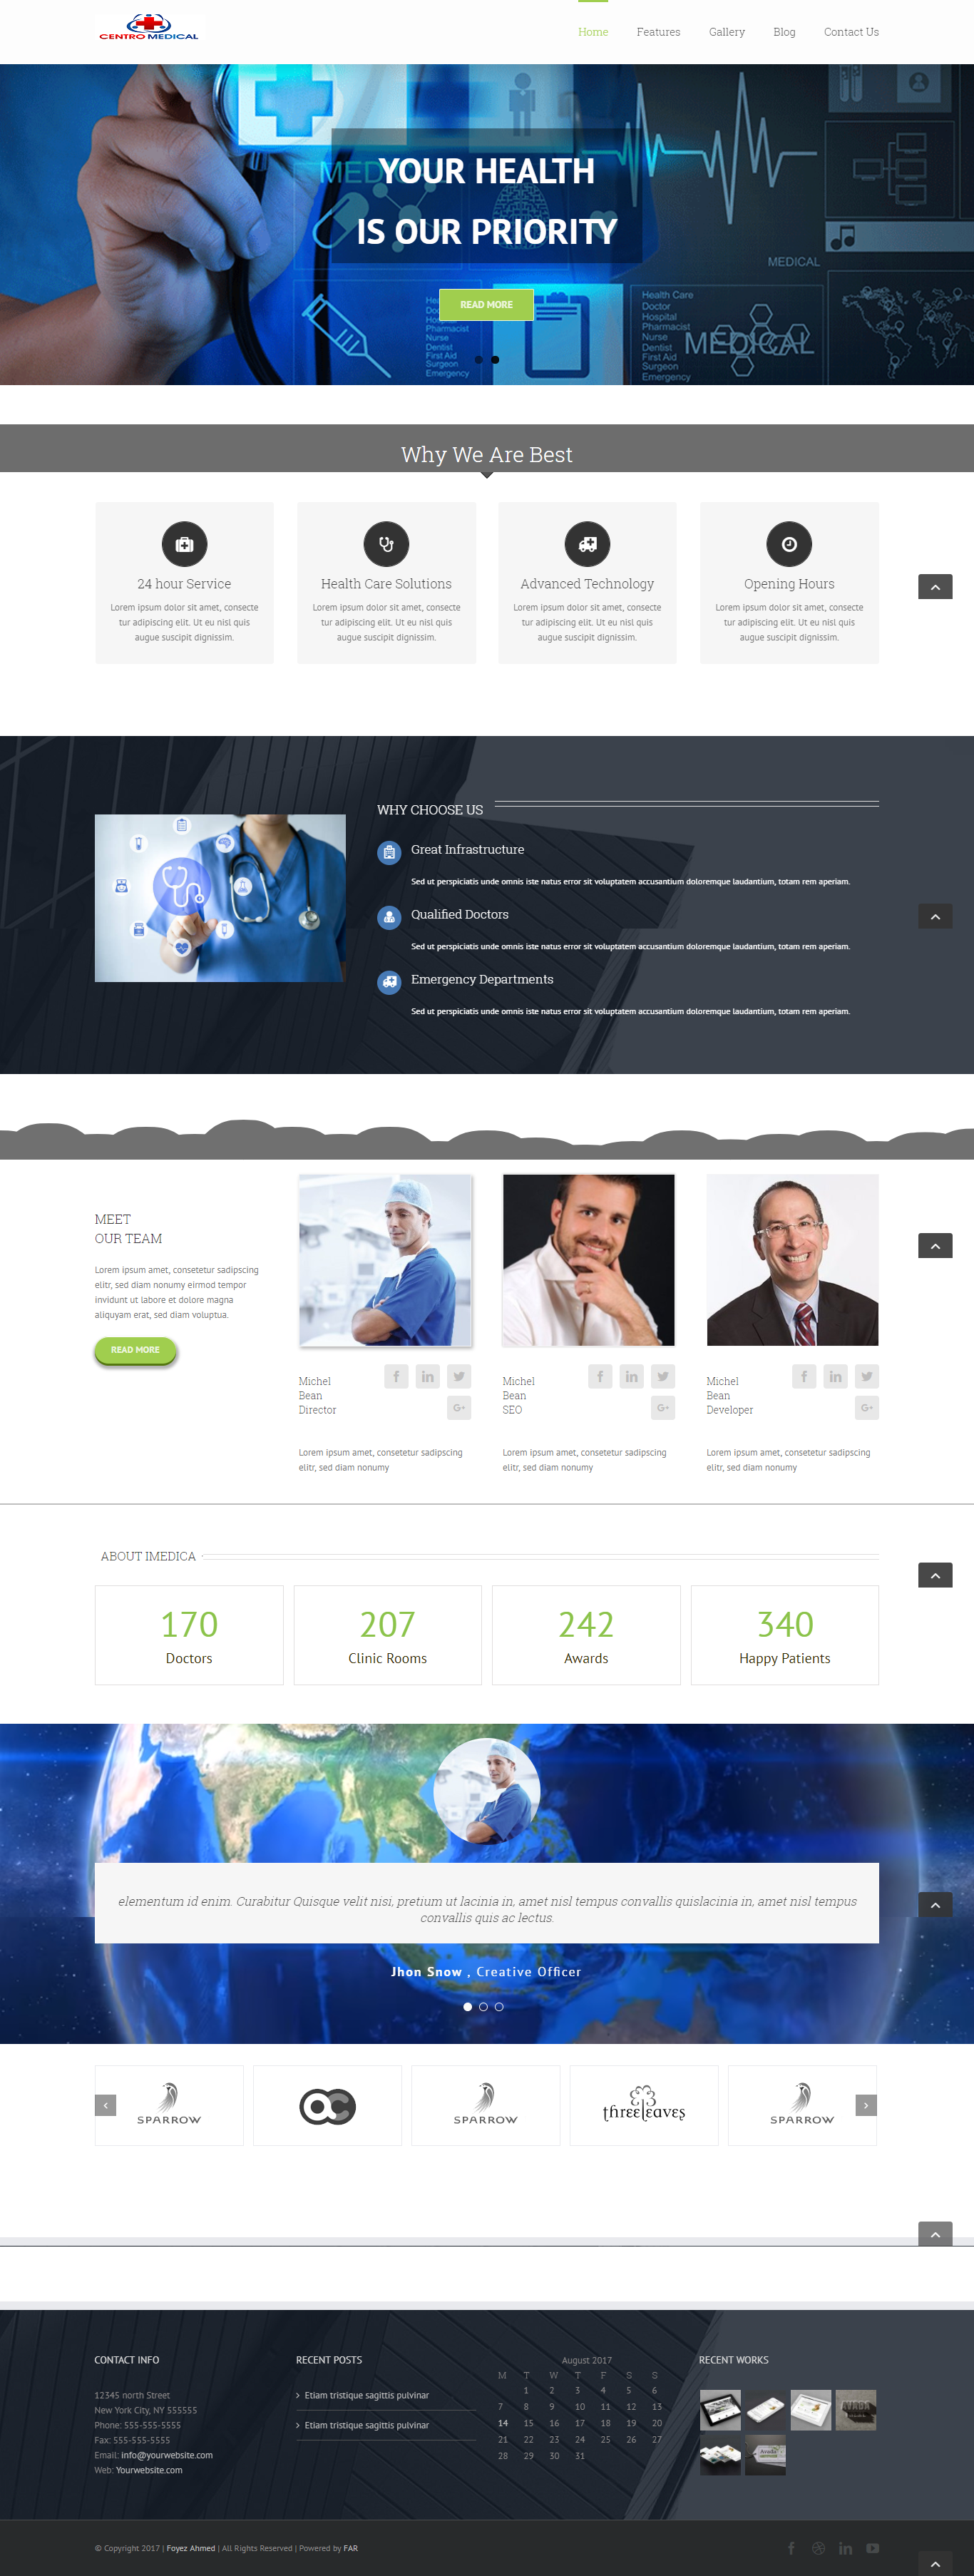 CENTRO MEDICAL
Home
Features
Gallery
Blog
Contact Us
YOUR HEALTH
IS OUR PRIORITY
READ MORE
MEDICAL
Health Care
Doctor
Hospital
Pharmacist
Nurse
Dentist
First Aid
Surgeon
Emergency
MEDICAL
Why We Are Best
24 hour Service
Lorem ipsum dolor sit amet, consecte
tur adipiscing elit. Ut eu nisl quis
augue suscipit dignissim.
Health Care Solutions
Lorem ipsum dolor sit amet, consecte
tur adipiscing elit. Ut eu nisl quis
augue suscipit dignissim.
Advanced Technology
Lorem ipsum dolor sit amet, consecte
tur adipiscing elit. Ut eu nisl quis
augue suscipit dignissim.
Opening Hours
Lorem ipsum dolor sit amet, consecte
tur adipiscing elit. Ut eu nisl quis
augue suscipit dignissim.
WHY CHOOSE US
Great Infrastructure
Sed ut perspiciatis unde omnis iste natus error sit voluptatem accusantium doloremque laudantium, totam rem aperiam.
Qualified Doctors
Sed ut perspiciatis unde omnis iste natus error sit voluptatem accusantium doloremque laudantium, totam rem aperiam.
Emergency Departments
Sed ut perspiciatis unde omnis iste natus error sit voluptatem accusantium doloremque laudantium, totam rem aperiam.
MEET
OUR TEAM
Lorem ipsum amet, consetetur sadipscing
elitr, sed diam nonumy eirmod tempor
invidunt ut labore et dolore magna
aliquyam erat, sed diam voluptua.
READ MORE
Michel
Bean
Director
Lorem ipsum amet, consetetur sadipscing
elitr, sed diam nonumy
Michel
Bean
SEO
Lorem ipsum amet, consetetur sadipscing
elitr, sed diam nonumy
Michel
Bean
Developer
Lorem ipsum amet, consetetur sadipscing
elitr, sed diam nonumy
ABOUT IMEDICA
170
Doctors
207
Clinic Rooms
242
Awards
340
Happy Patients
elementum id enim. Curabitur Quisque velit nisi, pretium ut lacinia in, amet nisl tempus convallis quislacinia in, amet nisl tempus
convallis quis ac lectus.
Jhon Snow , Creative Officer
SPARROW
SPARROW
threeleaves
SPARROW
CONTACT INFO
12345 north Street
New York City, NY 555555
Phone: 555-555-5555
Fax: 555-555-5555
Email: info@yourwebsite.com
Web: Yourwebsite.com
RECENT POSTS
Etiam tristique sagittis pulvinar
Etiam tristique sagittis pulvinar
August 2017
M T W T F S S
1 2 3 4 5 6
7 8 9 10 11 12 13
14 15 16 17 18 19 20
21 22 23 24 25 26 27
28 29 30 31
RECENT WORKS
© Copyright 2017 | Foyez Ahmed | All Rights Reserved | Powered by FAR